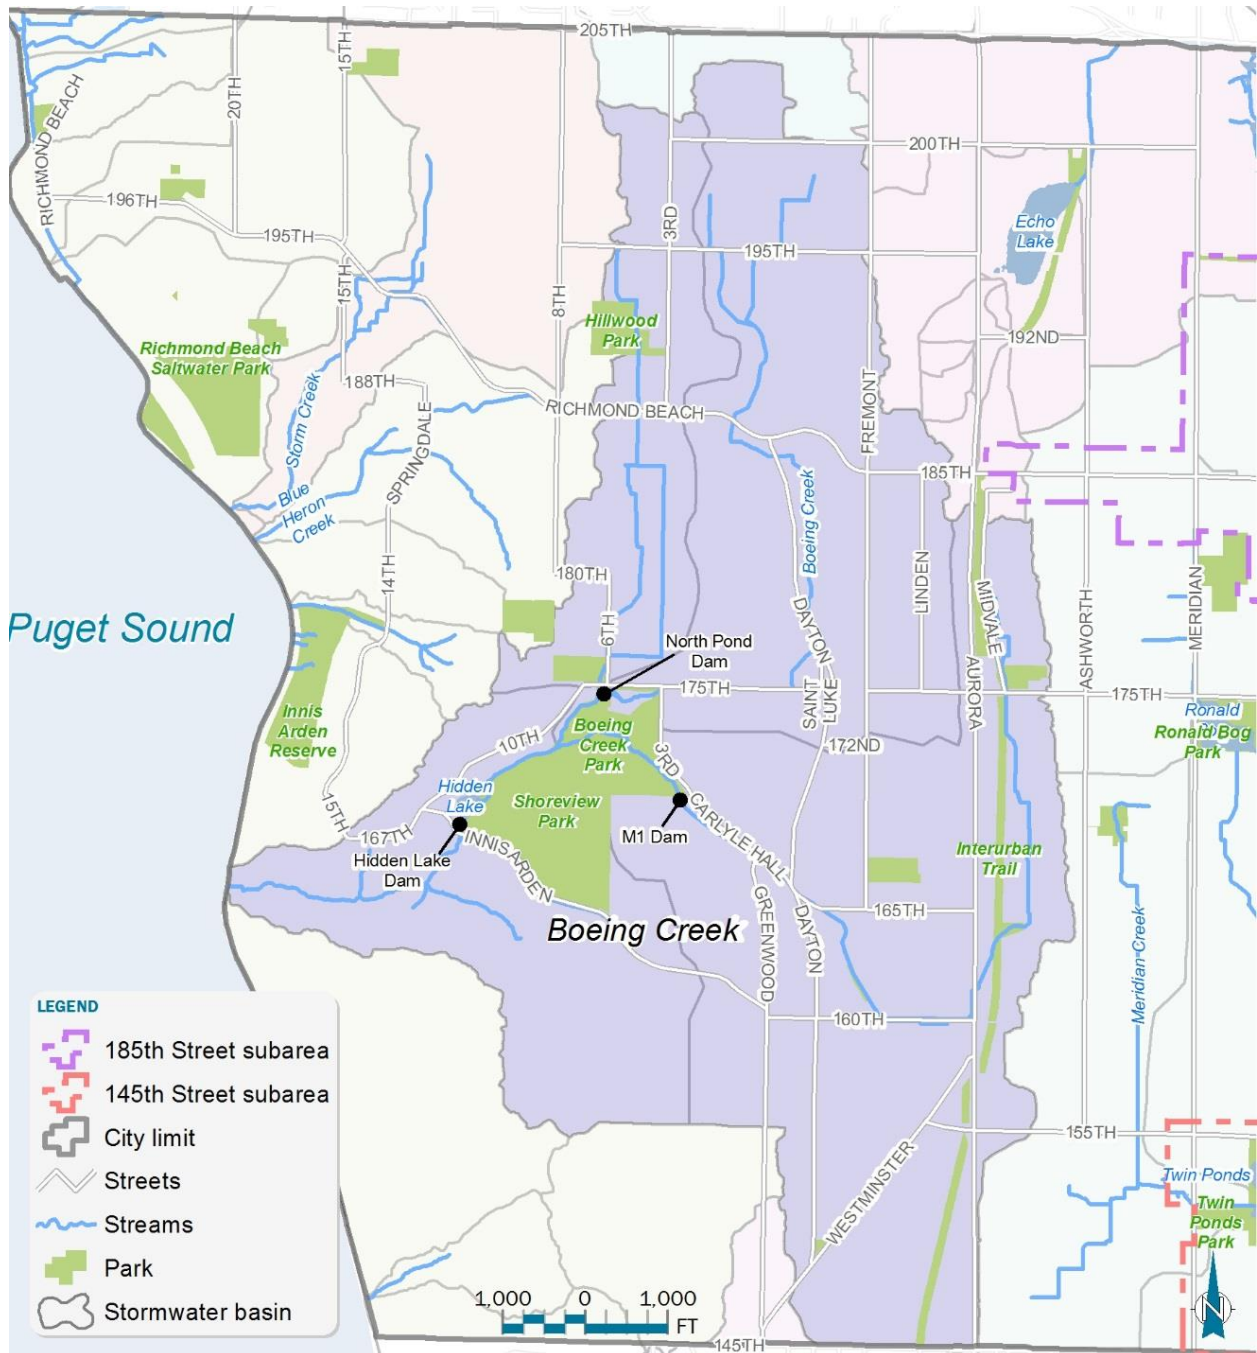 205TH
15TH
20TH
RICHMOND BEACH
200TH
3RD
196TH
195TH
195TH
Echo
Lake
15TH
8TH
Hillwood
Park
192ND
Richmond Beach
Saltwater Park
188TH
RICHMOND BEACH
FREMONT
Storm Creek
SPRINGDALE
185TH
Blue
Heron
Creek
Boeing Creek
14TH
180TH
LINDEN
MIDVALE
ASHWORTH
MERIDIAN
Puget Sound
6TH
DAYTON
North Pond
Dam
175TH
SAINT
LUKE
AURORA
175TH
Innis
Arden
Reserve
10TH
Boeing
Creek
Park
3RD
172ND
Ronald
Ronald Bog
Park
Hidden
Lake
Shoreview
Park
15TH
167TH
CARLYLE HALL
M1 Dam
INNIS ARDEN
Hidden Lake
Dam
Interurban
Trail
GREENWOOD
DAYTON
165TH
Boeing Creek
Meridian Creek
160TH
155TH
WESTMINSTER
Twin Ponds
Twin
Ponds
Park
145TH
LEGEND
185th Street subarea
145th Street subarea
City limit
Streets
Streams
Park
Stormwater basin
1,000 0 1,000
FT
N